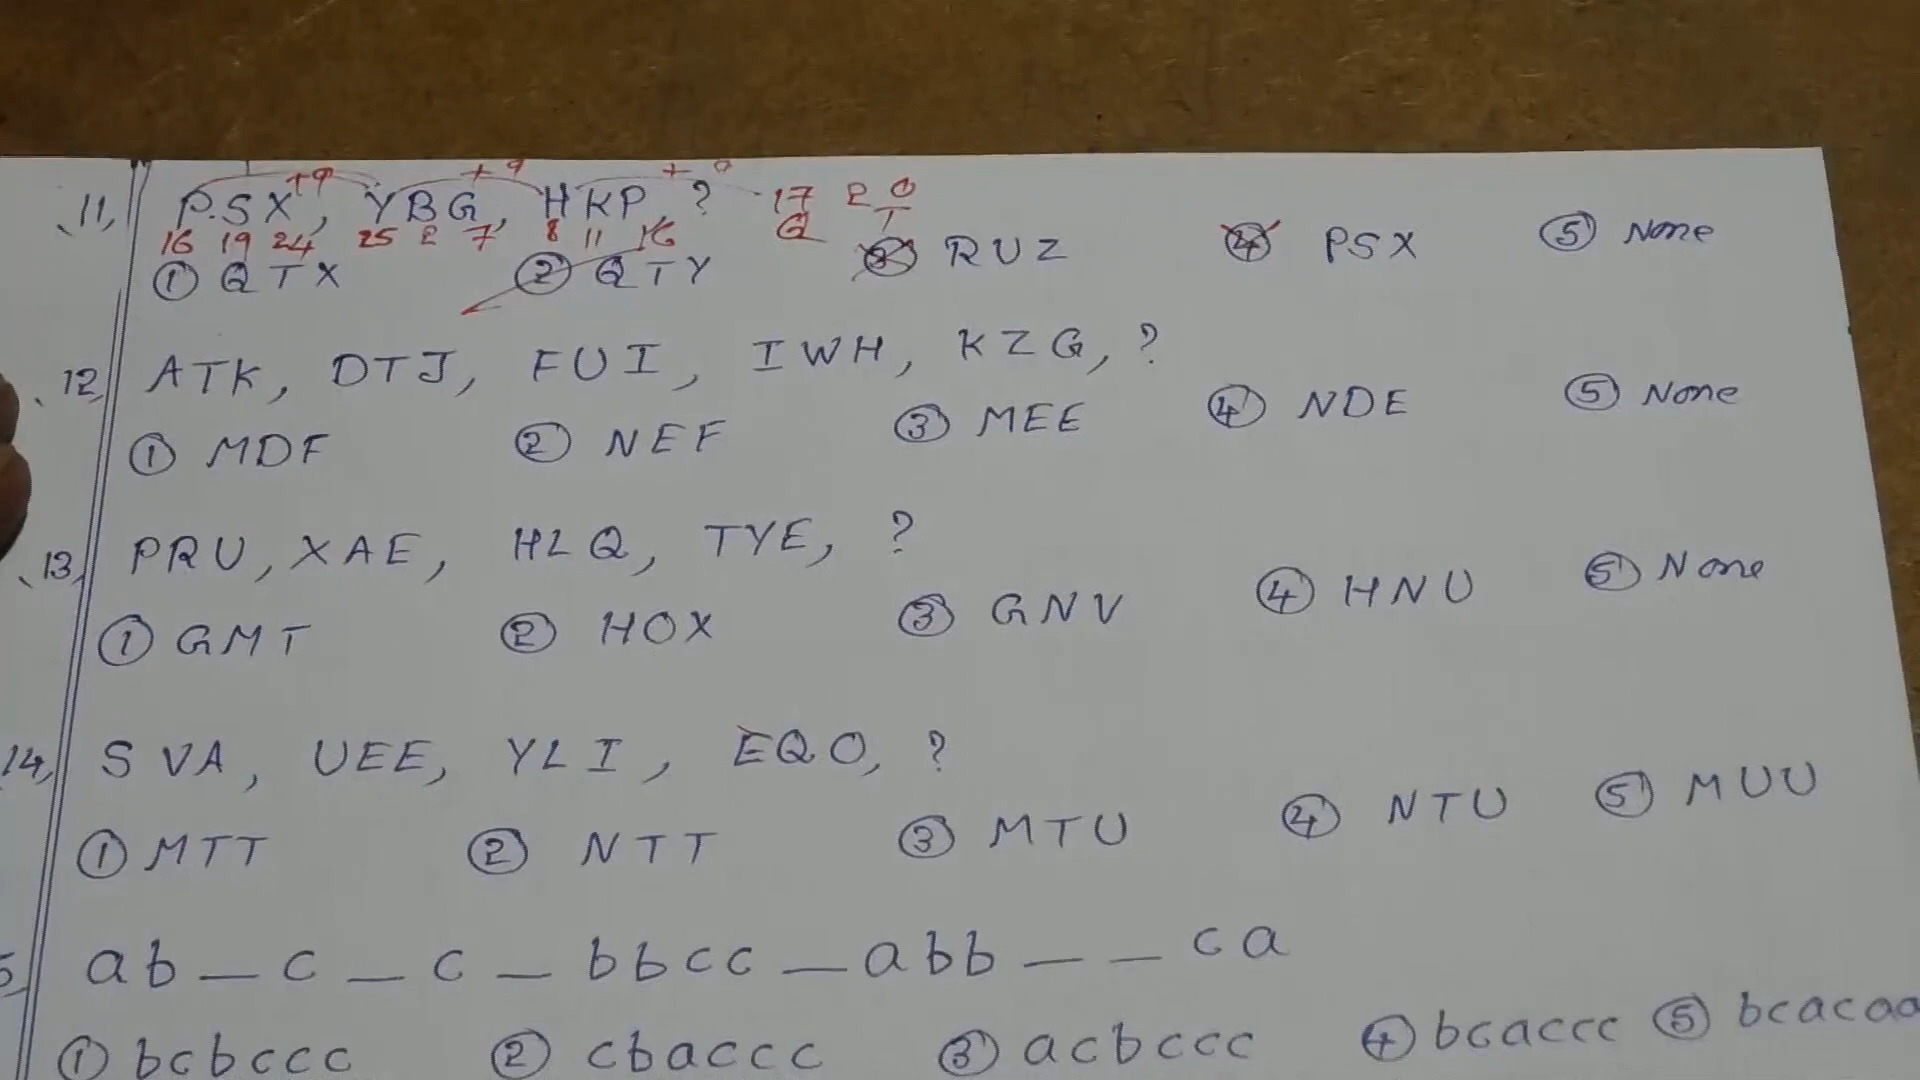 +9 +9 +
11, PSX, YBG, HKP, ? 17 20
16 19 24 25 2 7 8 11 16 Q T
① QTX ② QTY ③ RUZ ④ PSX ⑤ None
12, ATK, DTJ, FUI, IWH, KZG, ?
① MDF ② NEF ③ MEE ④ NDE ⑤ None
13, PRU, XAE, HLQ, TYE, ?
① GMT ② HOX ③ GNV ④ HNU ⑤ None
14, SVA, UEE, YLI, EQO, ?
① MTT ② NTT ③ MTU ④ NTU ⑤ MUU
5, ab _ c _ c _ bbcc _ abb _ _ ca
① bcbccc ② cbaccc ③ acbccc ④ bcaccc ⑤ bcacaa